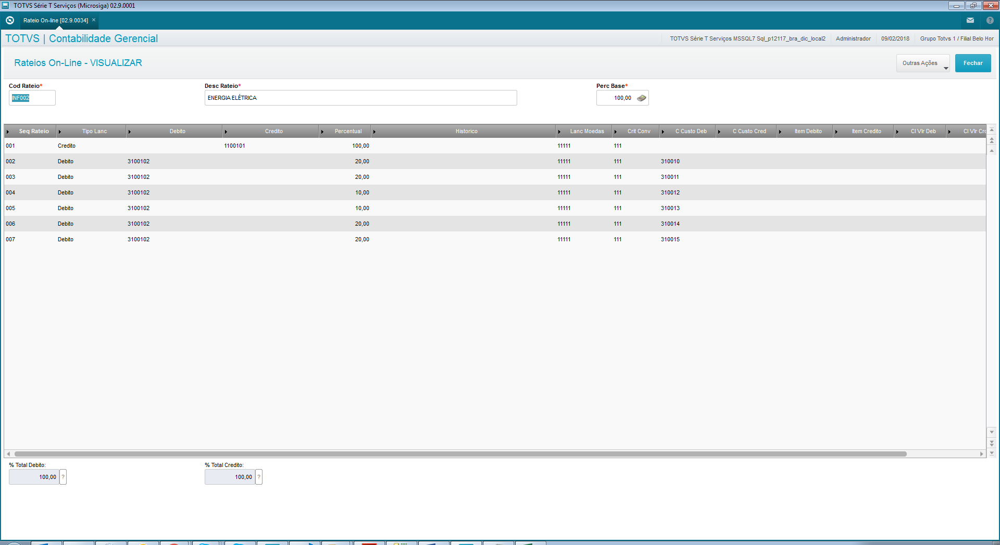 TOTVS Série T Serviços (Microsiga) 02.9.0001
Rateio On-line [02.9.0034] ×
TOTVS | Contabilidade Gerencial
TOTVS Série T Serviços MSSQL7 Sql_p12117_bra_dic_local2 Administrador 09/02/2018 Grupo Totvs 1 / Filial Belo Hor
Rateios On-Line - VISUALIZAR
Outras Ações Fechar
Cod Rateio* Desc Rateio* Perc Base*
INF002 ENERGIA ELÉTRICA 100,00
Seq Rateio Tipo Lanc Debito Credito Percentual Historico Lanc Moedas Crit Conv C Custo Deb C Custo Cred Item Debito Item Credito Cl Vlr Deb Cl Vlr Cre
001 Credito 1100101 100,00 11111 111
002 Debito 3100102 20,00 11111 111 310010
003 Debito 3100102 20,00 11111 111 310011
004 Debito 3100102 10,00 11111 111 310012
005 Debito 3100102 10,00 11111 111 310013
006 Debito 3100102 20,00 11111 111 310014
007 Debito 3100102 20,00 11111 111 310015
% Total Debito: % Total Credito:
100,00 ? 100,00 ?